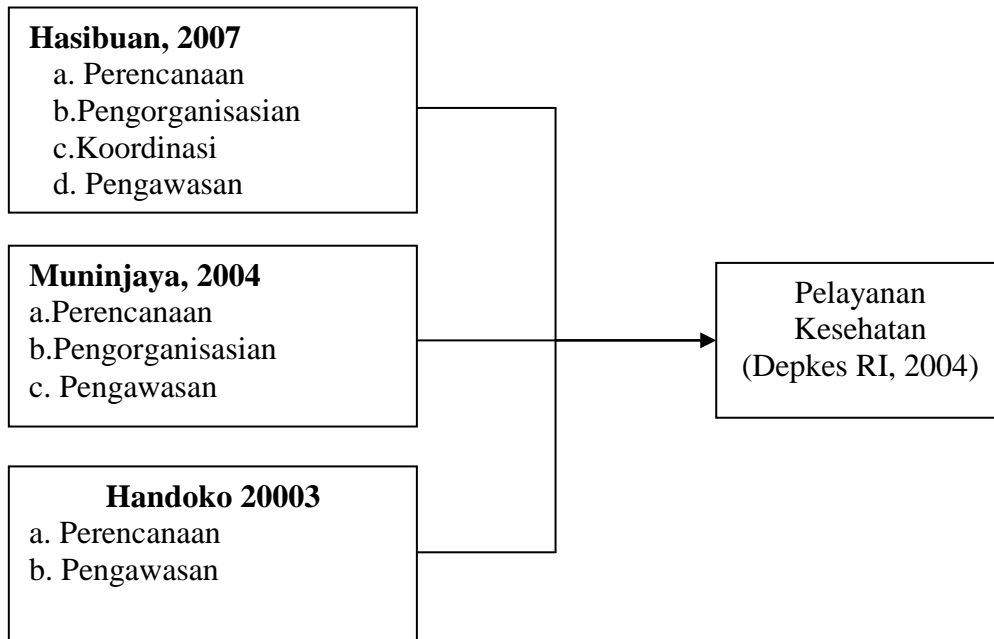 Hasibuan, 2007
a. Perencanaan
b.Pengorganisasian
c.Koordinasi
d. Pengawasan
Muninjaya, 2004
a.Perencanaan
b.Pengorganisasian
c. Pengawasan
Handoko 20003
a. Perencanaan
b. Pengawasan
Pelayanan
Kesehatan
(Depkes RI, 2004)